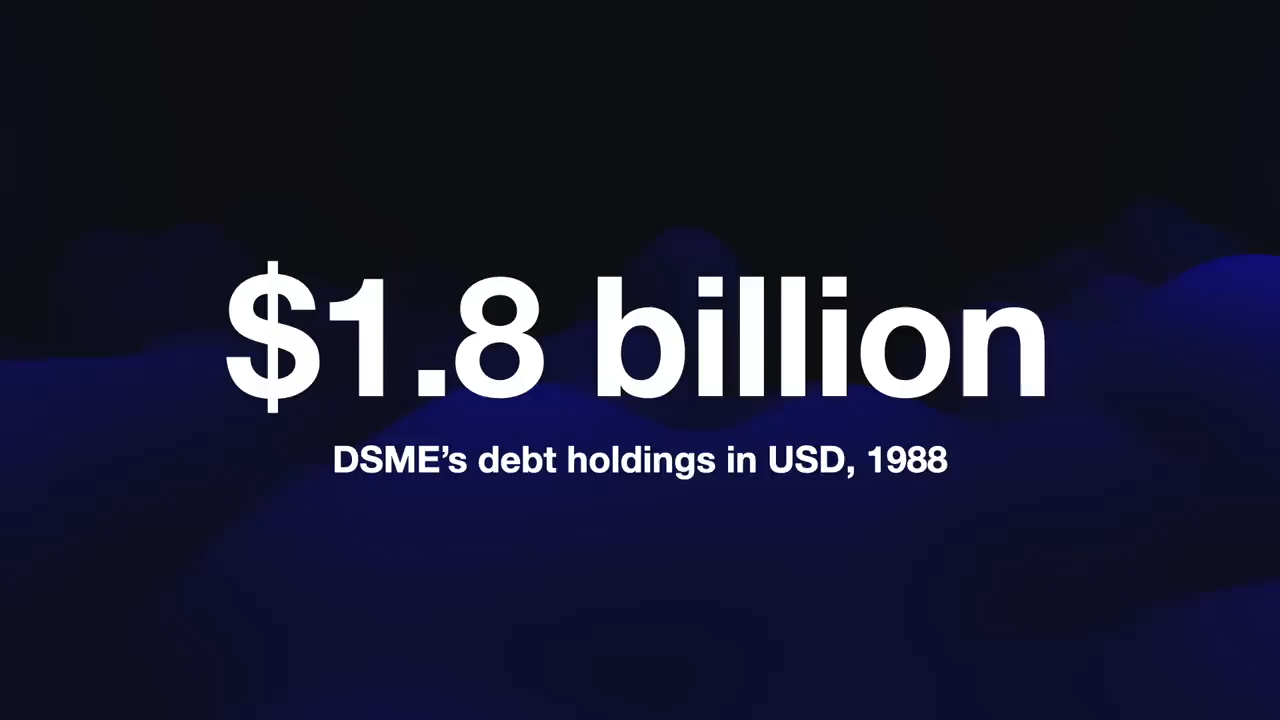 $1.8 billion
DSME’s debt holdings in USD, 1988